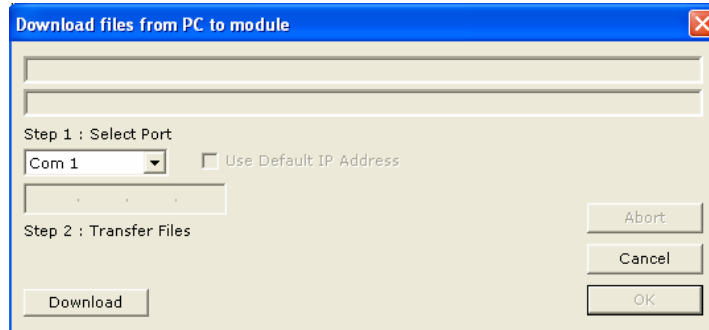 Download files from PC to module
Step 1 : Select Port
Com 1
Use Default IP Address
. . .
Step 2 : Transfer Files
Abort
Cancel
Download
OK